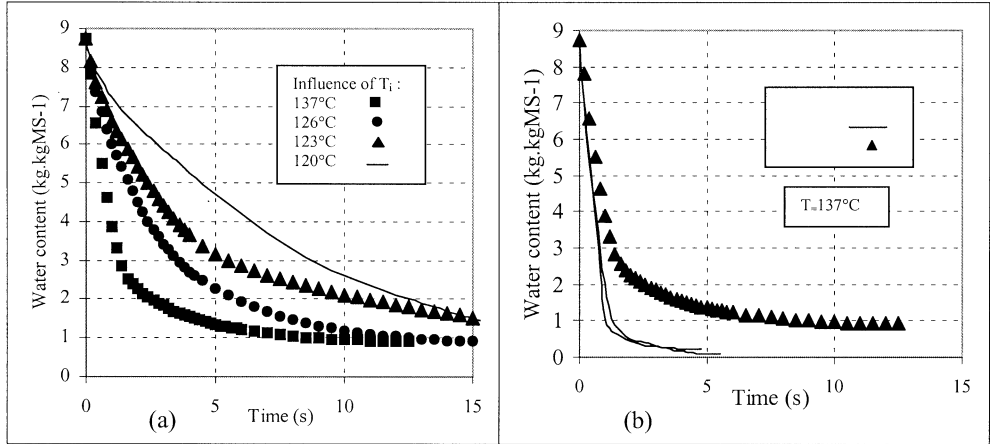 9
8
7
6
5
4
3
2
1
0
Water content (kg.kgMS-1)
Influence of Ti :
137°C
126°C
123°C
120°C
0
5
10
15
Time (s)
(a)
9
8
7
6
5
4
3
2
1
0
Water content (kg.kgMS-1)
T=137°C
0
5
10
15
Time (s)
(b)